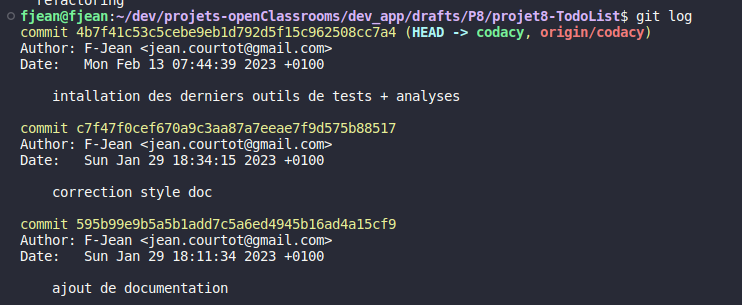 refactoring
fjean@fjean:~/dev/projets-openClassrooms/dev_app/drafts/P8/projet8-TodoList$ git log
commit 4b7f41c53c5cebe9eb1d792d5f15c962508cc7a4 (HEAD -> codacy, origin/codacy)
Author: F-Jean <jean.courtot@gmail.com>
Date:   Mon Feb 13 07:44:39 2023 +0100
intallation des derniers outils de tests + analyses
commit c7f47f0cef670a9c3aa87a7eeae7f9d575b88517
Author: F-Jean <jean.courtot@gmail.com>
Date:   Sun Jan 29 18:34:15 2023 +0100
correction style doc
commit 595b99e9b5a5b1add7c5a6ed4945b16ad4a15cf9
Author: F-Jean <jean.courtot@gmail.com>
Date:   Sun Jan 29 18:11:34 2023 +0100
ajout de documentation